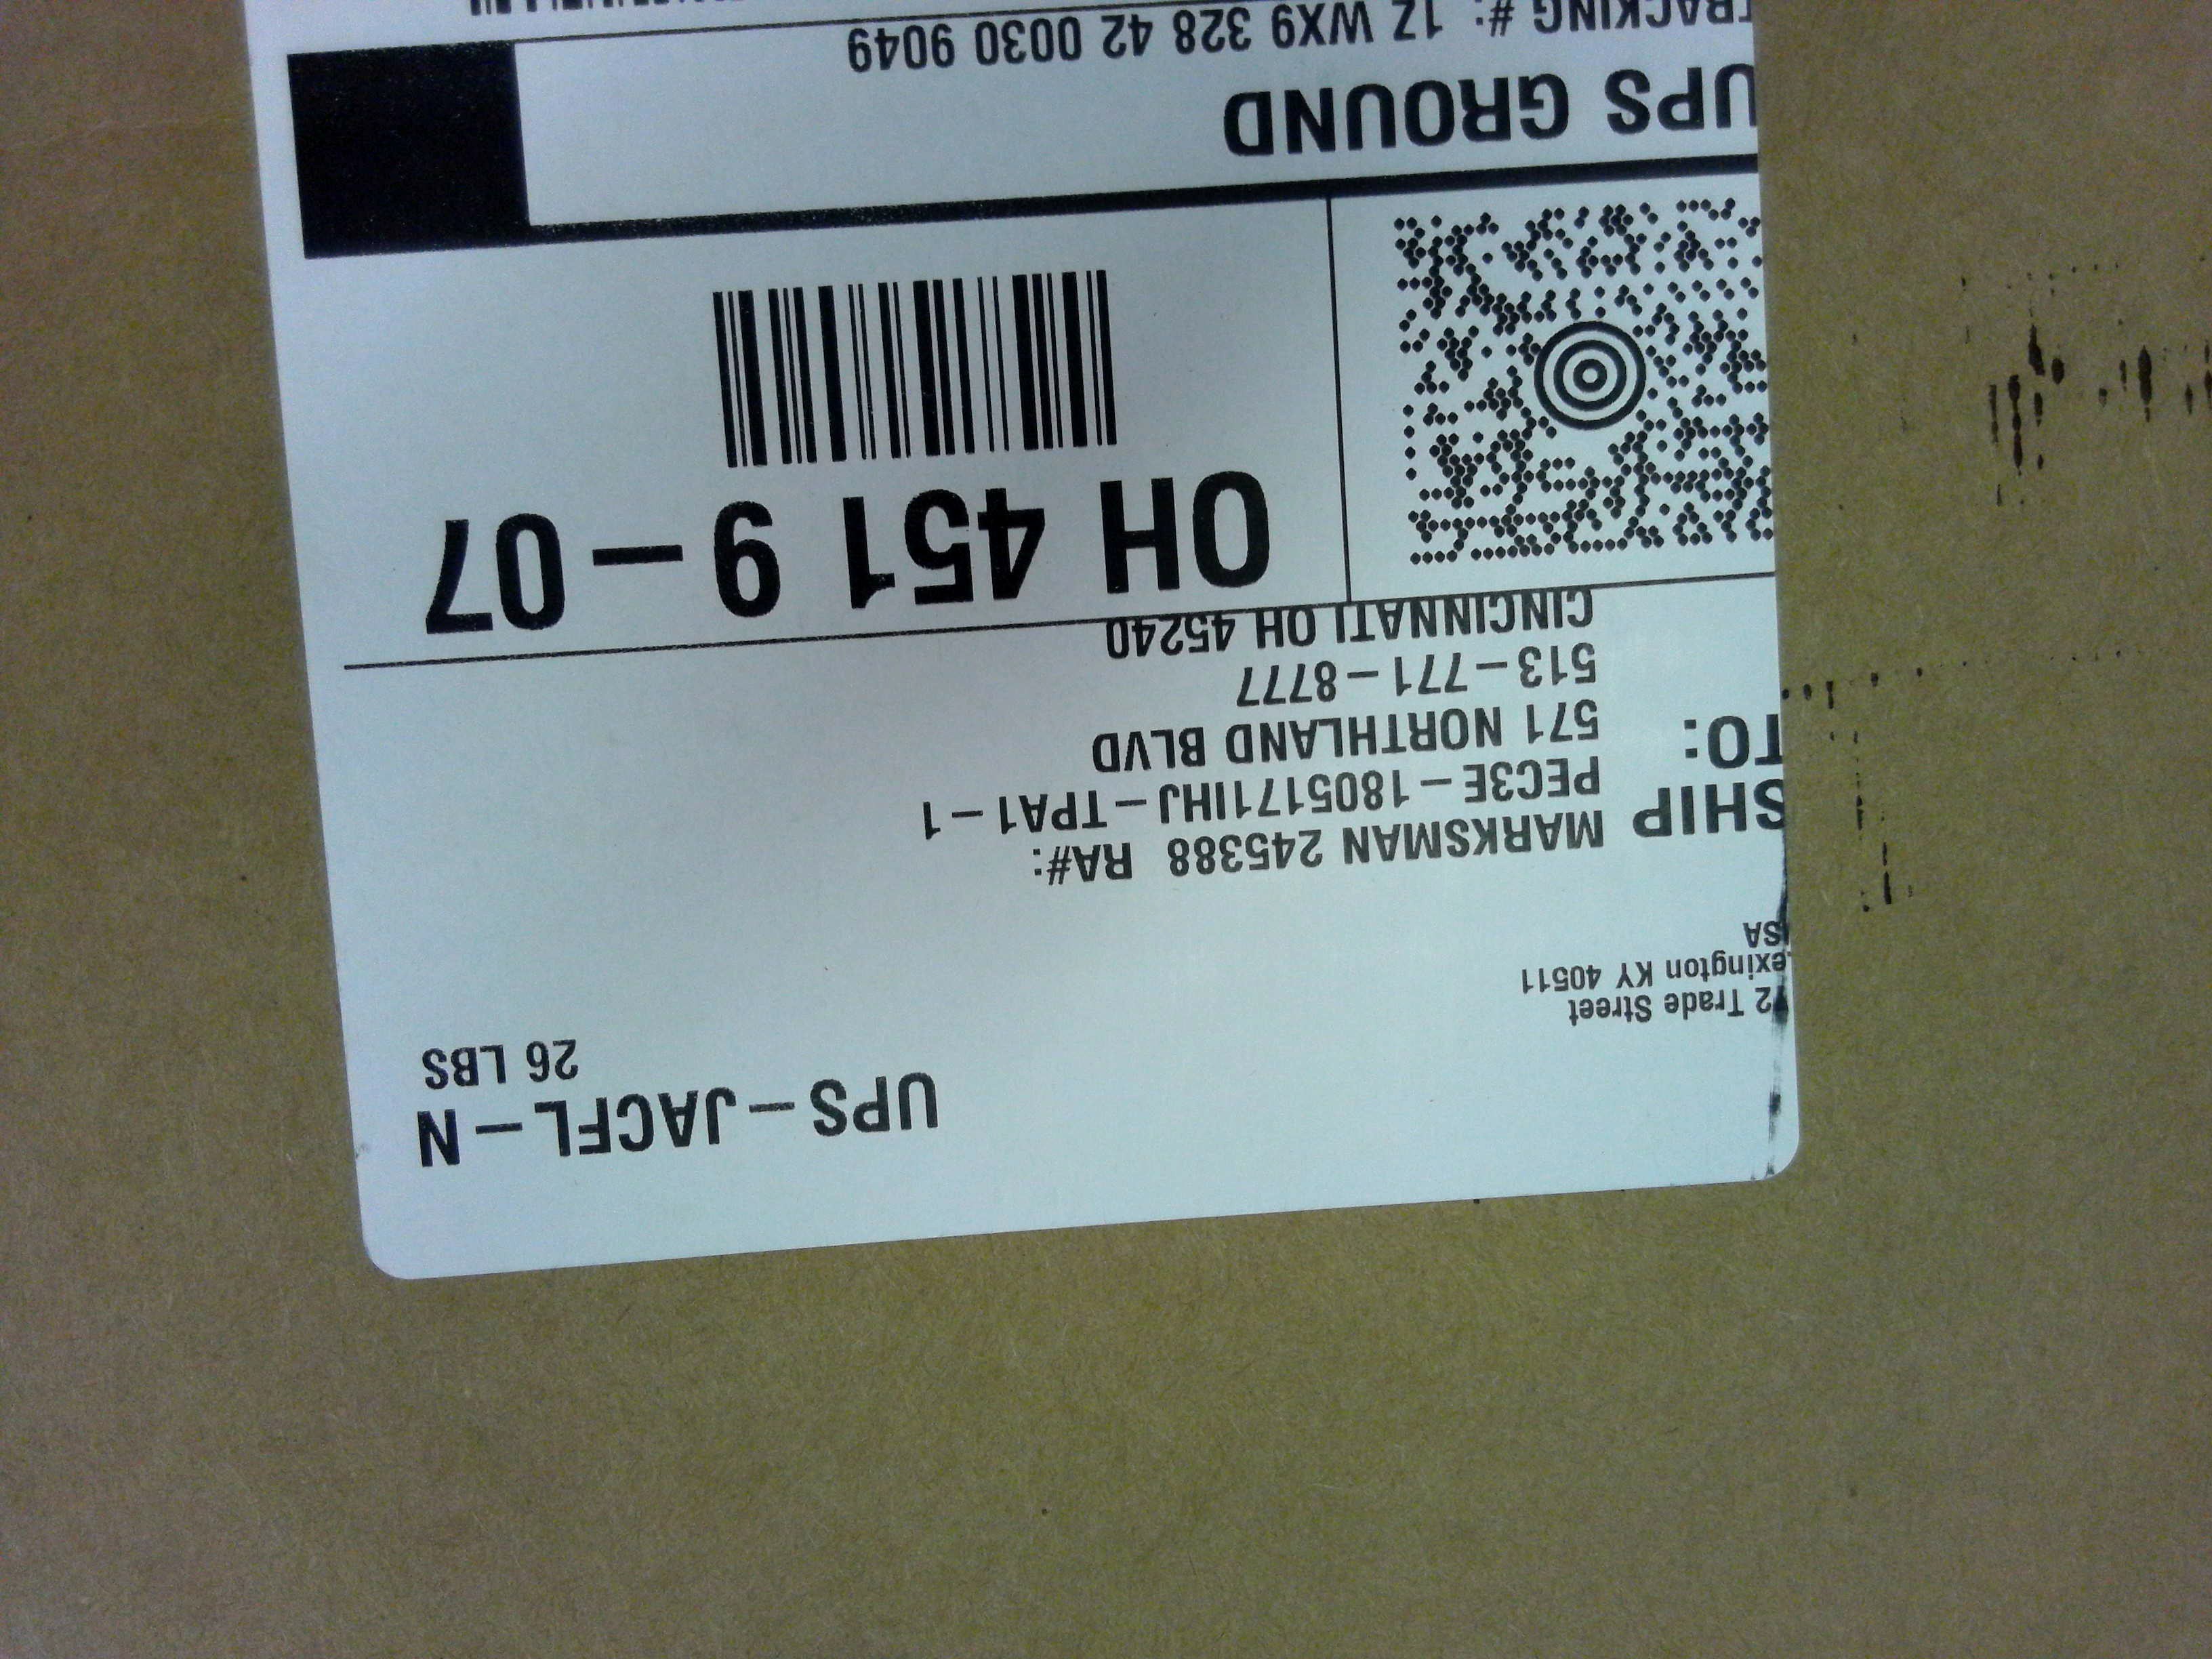 UPS-JACFL-N
26 LBS
2 Trade Street
exington KY 40511
SA
SHIP
TO:
MARKSMAN 245388 RA#:
PEC3E-1805171IHJ-TPA1-1
571 NORTHLAND BLVD
513-771-8777
CINCINNATI OH 45240
OH 451 9-07
UPS GROUND
TRACKING #: 1Z WX9 328 42 0030 9049